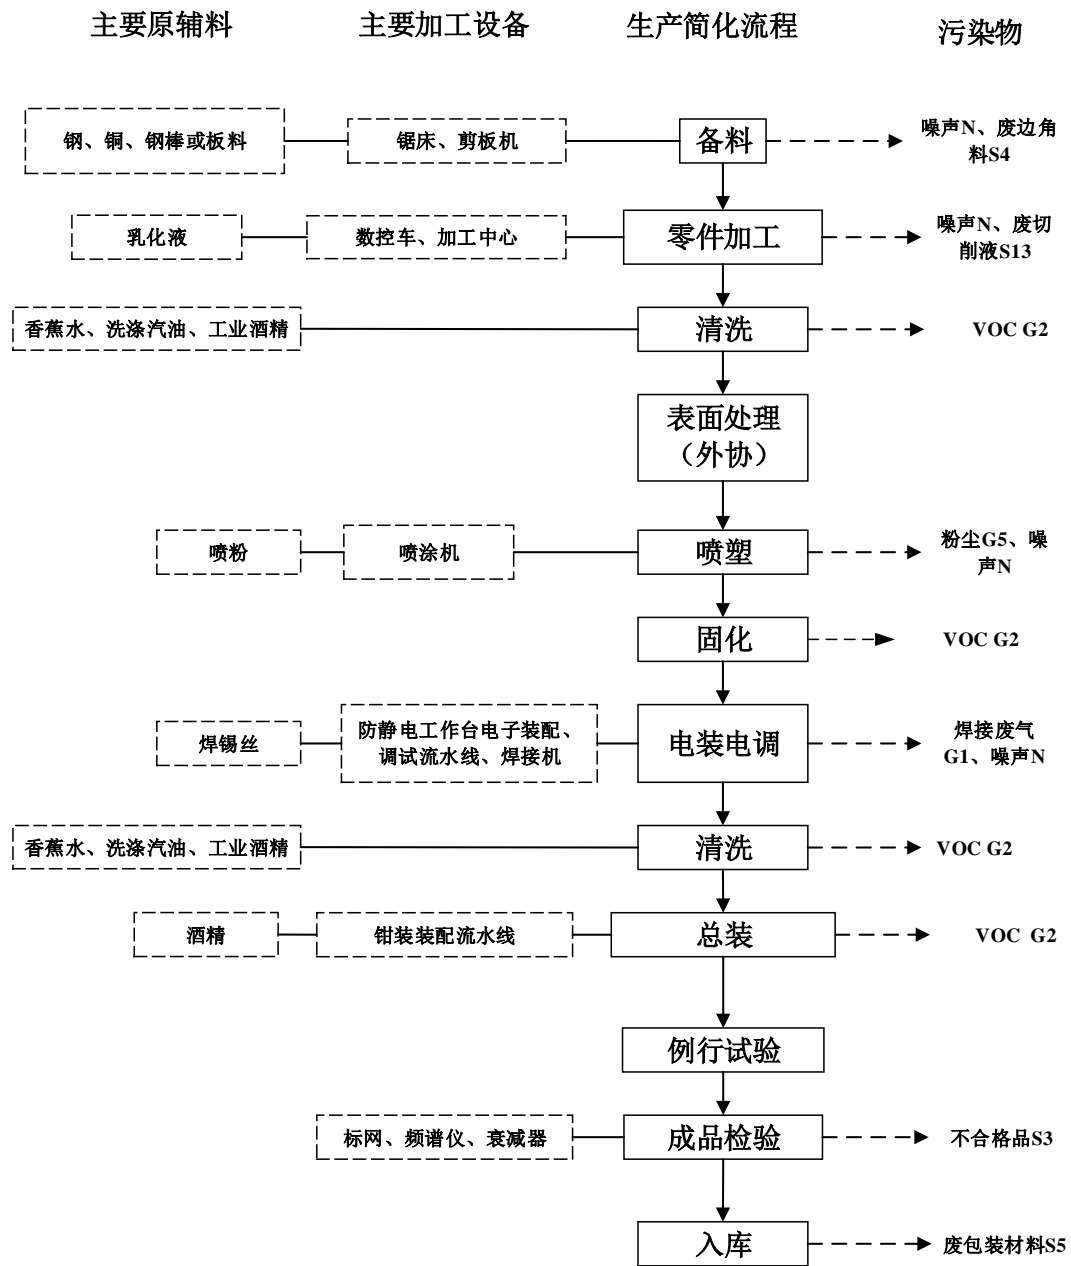 主要原辅料 主要加工设备 生产简化流程 污染物
钢、铜、钢棒或板料 锯床、剪板机 备料 噪声N、废边角
料S4
乳化液 数控车、加工中心 零件加工 噪声N、废切
削液S13
香蕉水、洗涤汽油、工业酒精 清洗 VOC G2
表面处理
（外协）
喷粉 喷涂机 喷塑 粉尘G5、噪
声N
固化 VOC G2
焊锡丝 防静电工作台电子装配、
调试流水线、焊接机 电装电调 焊接废气
G1、噪声N
香蕉水、洗涤汽油、工业酒精 清洗 VOC G2
酒精 钳装装配流水线 总装 VOC G2
例行试验
标网、频谱仪、衰减器 成品检验 不合格品S3
入库 废包装材料S5